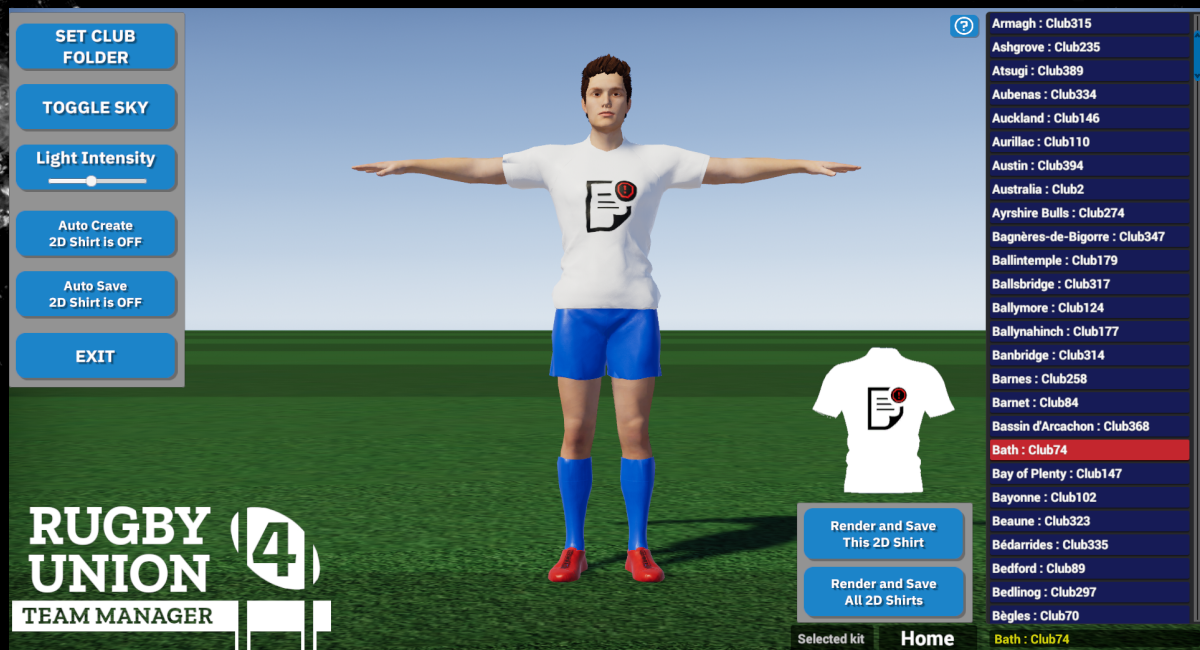 SET CLUB
FOLDER
TOGGLE SKY
Light Intensity
Auto Create
2D Shirt is OFF
Auto Save
2D Shirt is OFF
EXIT
RUGBY
UNION
4
TEAM MANAGER
?
Render and Save
This 2D Shirt
Render and Save
All 2D Shirts
Selected kit
Home
Armagh : Club315
Ashgrove : Club235
Atsugi : Club389
Aubenas : Club334
Auckland : Club146
Aurillac : Club110
Austin : Club394
Australia : Club2
Ayrshire Bulls : Club274
Bagnères-de-Bigorre : Club347
Ballintemple : Club179
Ballsbridge : Club317
Ballymore : Club124
Ballynahinch : Club177
Banbridge : Club314
Barnes : Club258
Barnet : Club84
Bassin d'Arcachon : Club368
Bath : Club74
Bay of Plenty : Club147
Bayonne : Club102
Beaune : Club323
Bédarrides : Club335
Bedford : Club89
Bedlinog : Club297
Bègles : Club70
Bath : Club74